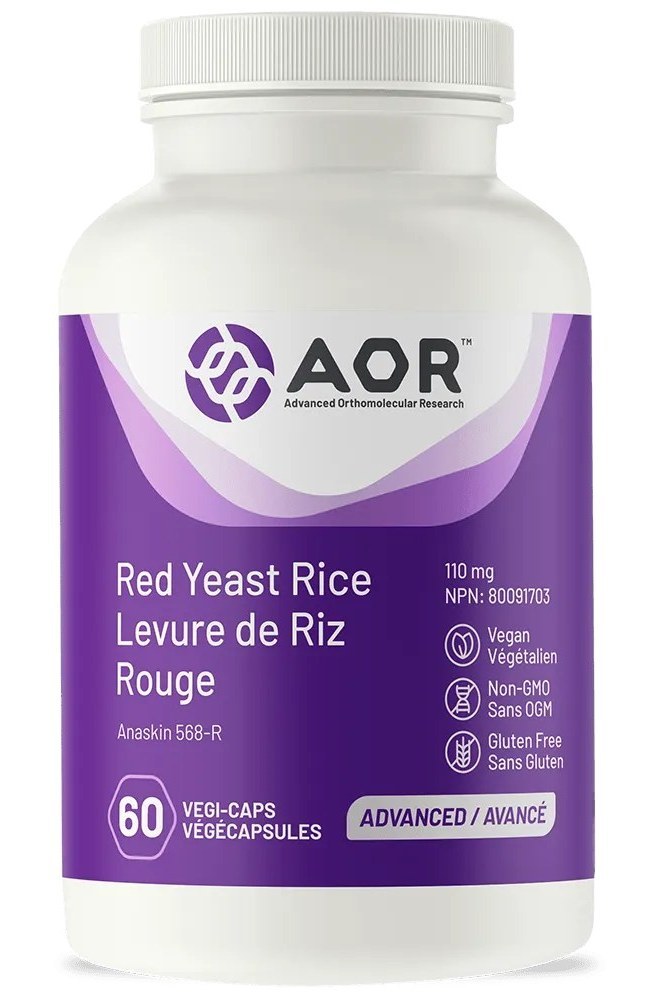 AOR™
Advanced Orthomolecular Research
Red Yeast Rice
Levure de Riz
Rouge
Anaskin 568-R
110 mg
NPN: 80091703
Vegan
Végétalien
Non-GMO
Sans OGM
Gluten Free
Sans Gluten
60
VEGI-CAPS
VÉGÉCAPSULES
ADVANCED / AVANCÉ